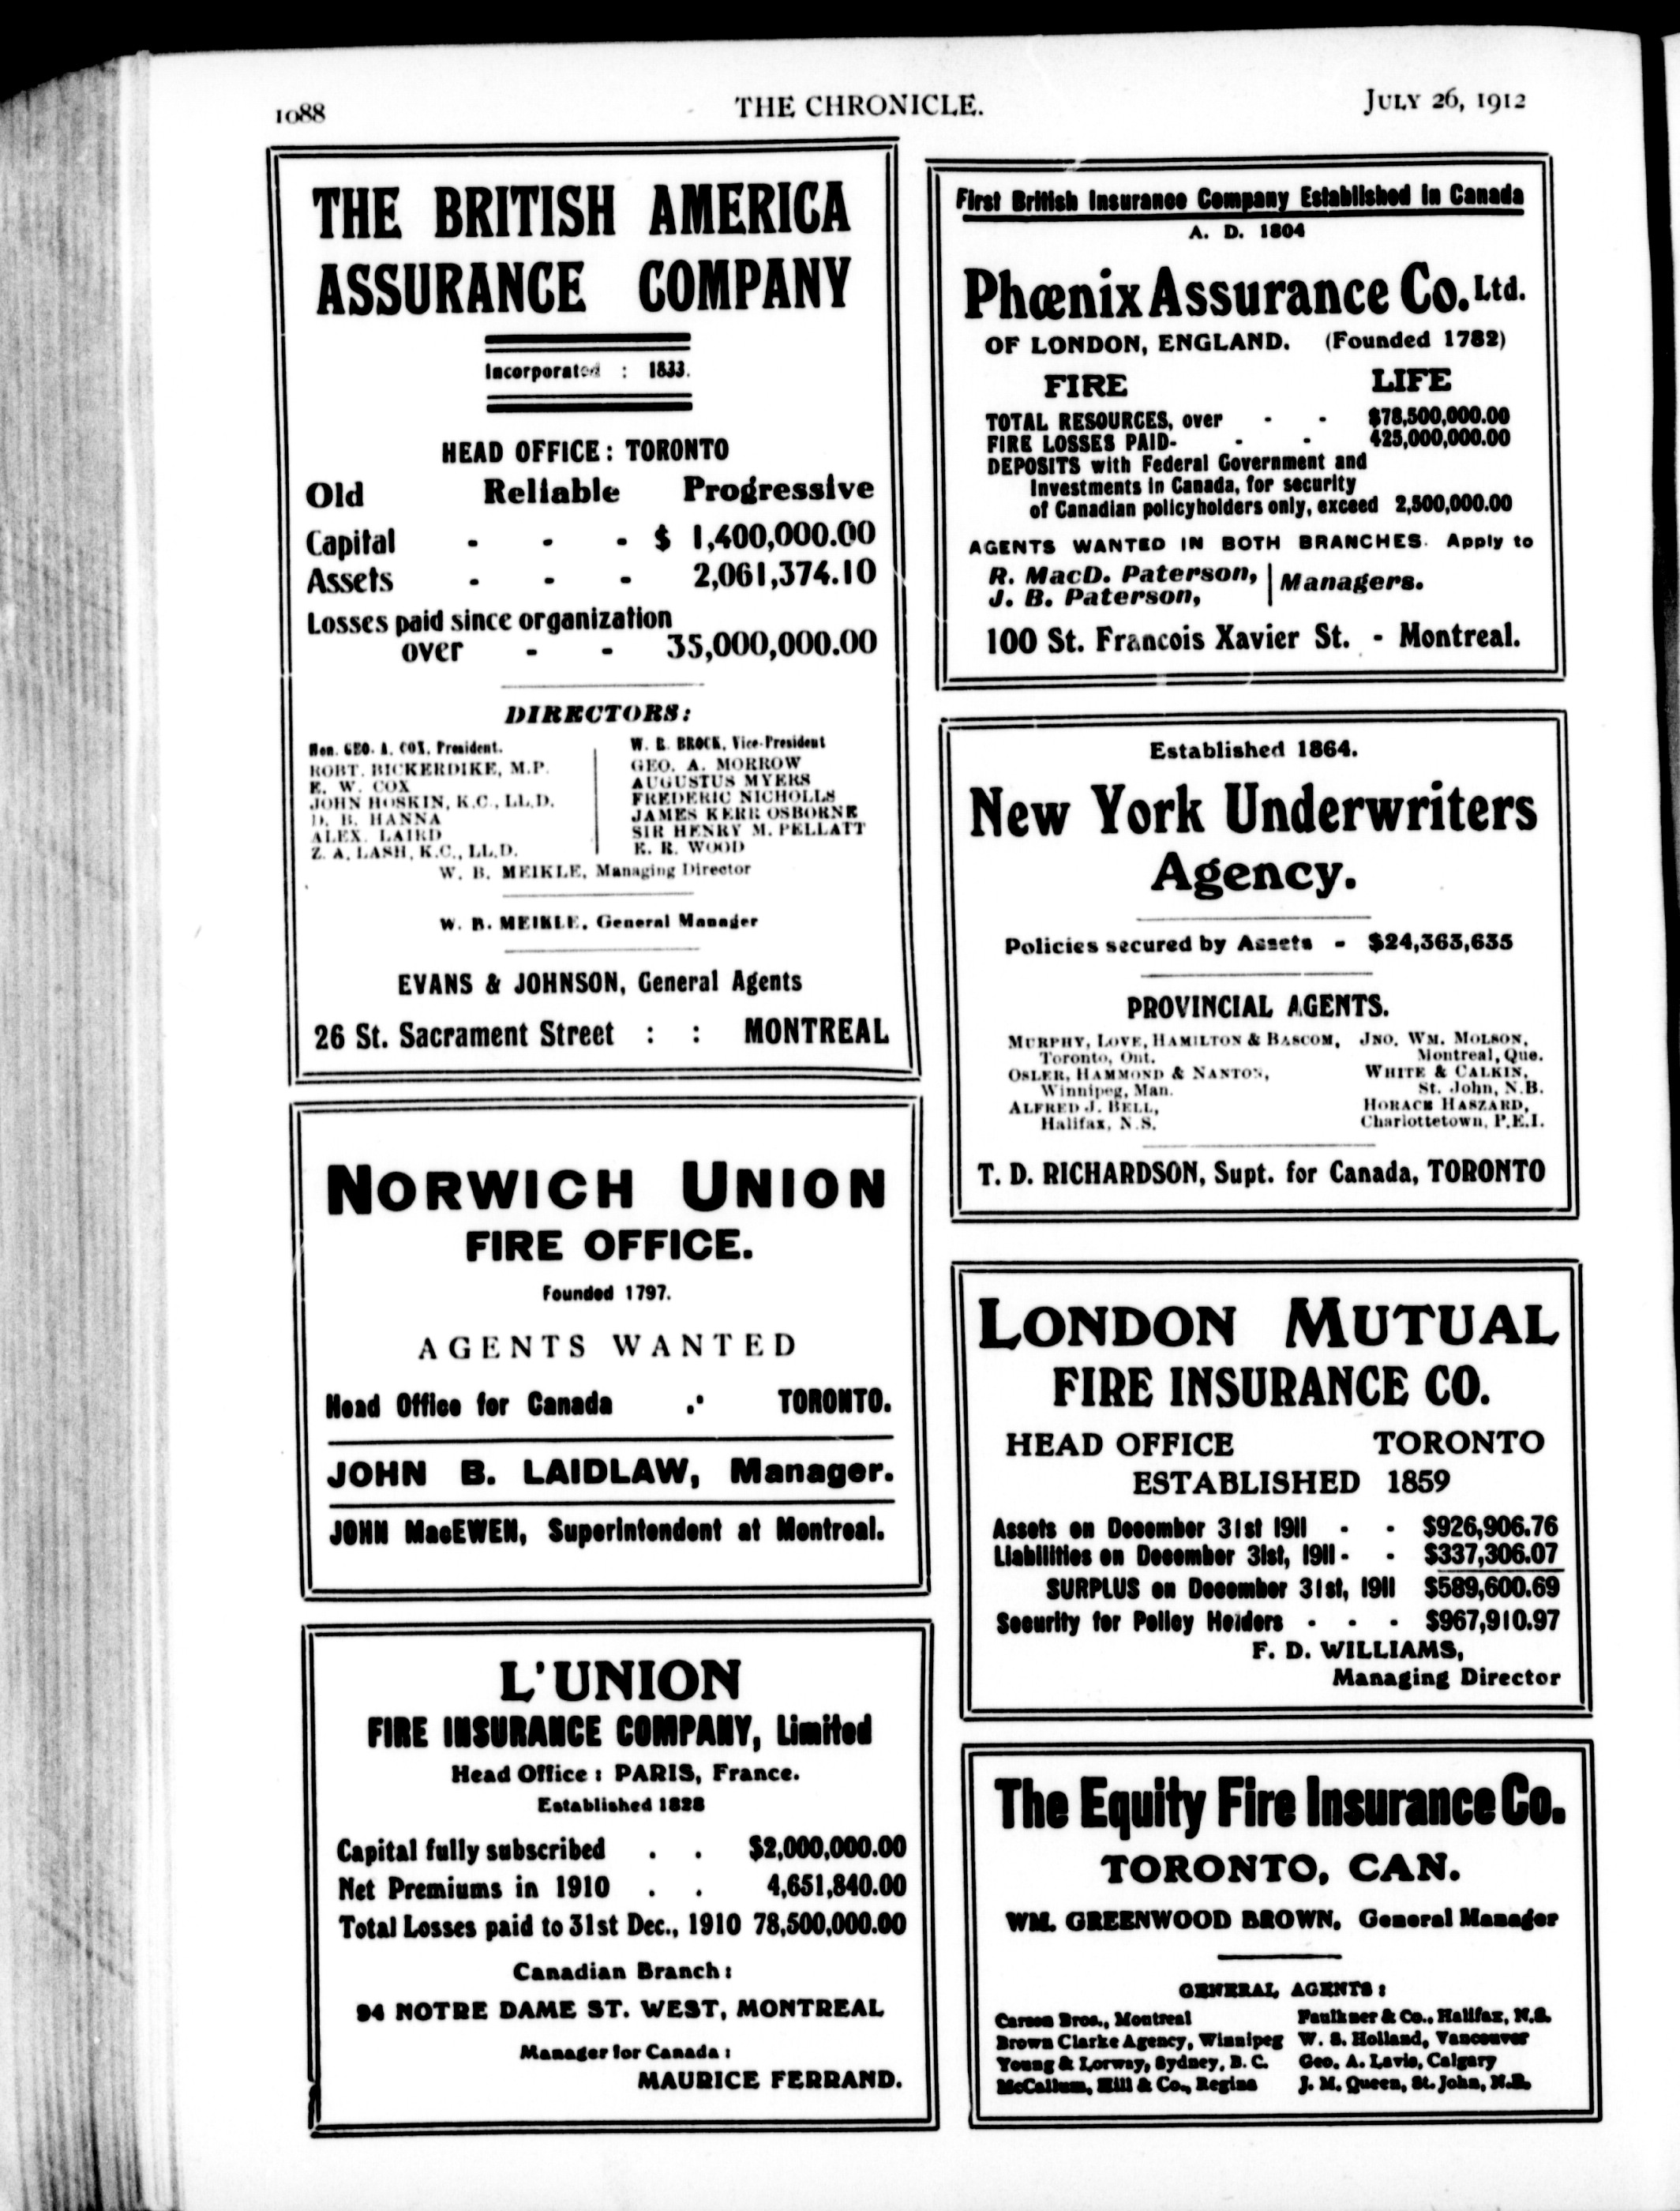 1088
THE CHRONICLE.
JULY 26, 1912
THE BRITISH AMERICA
ASSURANCE COMPANY
Incorporated : 1833.
HEAD OFFICE: TORONTO
Old Reliable Progressive
Capital - - - $ 1,400,000.00
Assets - - - 2,061,374.10
Losses paid since organization
over - - 35,000,000.00
DIRECTORS:
Hon. GEO. A. COX, President.
ROBT. BICKERDIKE, M.P.
E. W. COX
JOHN HOSKIN, K.C., LL.D.
D. B. HANNA
ALEX. LAIRD
Z. A. LASH, K.C., LL.D.
W. R. BROCK, Vice-President
GEO. A. MORROW
AUGUSTUS MYERS
FREDERIC NICHOLLS
JAMES KERR OSBORNE
SIR HENRY M. PELLATT
E. R. WOOD
W. B. MEIKLE, Managing Director
W. B. MEIKLE, General Manager
EVANS & JOHNSON, General Agents
26 St. Sacrament Street : : MONTREAL
NORWICH UNION
FIRE OFFICE.
Founded 1797.
AGENTS WANTED
Head Office for Canada .· TORONTO.
JOHN B. LAIDLAW, Manager.
JOHN MacEWEN, Superintendent at Montreal.
L'UNION
FIRE INSURANCE COMPANY, Limited
Head Office : PARIS, France.
Established 1828
Capital fully subscribed . . $2,000,000.00
Net Premiums in 1910 . . 4,651,840.00
Total Losses paid to 31st Dec., 1910 78,500,000.00
Canadian Branch :
94 NOTRE DAME ST. WEST, MONTREAL
Manager for Canada :
MAURICE FERRAND.
First British Insurance Company Established in Canada
A. D. 1804
Phœnix Assurance Co. Ltd.
OF LONDON, ENGLAND. (Founded 1782)
FIRE LIFE
TOTAL RESOURCES, over - - $78,500,000.00
FIRE LOSSES PAID- - - 425,000,000.00
DEPOSITS with Federal Government and
Investments in Canada, for security
of Canadian policyholders only, exceed 2,500,000.00
AGENTS WANTED IN BOTH BRANCHES. Apply to
R. MacD. Paterson,
J. B. Paterson,
Managers.
100 St. Francois Xavier St. - Montreal.
Established 1864.
New York Underwriters
Agency.
Policies secured by Assets - $24,363,635
PROVINCIAL AGENTS.
MURPHY, LOVE, HAMILTON & BASCOM,
Toronto, Ont.
OSLER, HAMMOND & NANTON,
Winnipeg, Man.
ALFRED J. BELL,
Halifax, N.S.
JNO. WM. MOLSON,
Montreal, Que.
WHITE & CALKIN,
St. John, N.B.
HORACE HASZARD,
Charlottetown, P.E.I.
T. D. RICHARDSON, Supt. for Canada, TORONTO
LONDON MUTUAL
FIRE INSURANCE CO.
HEAD OFFICE TORONTO
ESTABLISHED 1859
Assets on December 31st 1911 - - $926,906.76
Liabilities on December 31st, 1911 - - $337,306.07
SURPLUS on December 31st, 1911 $589,600.69
Security for Policy Holders - - - $967,910.97
F. D. WILLIAMS,
Managing Director
The Equity Fire Insurance Co.
TORONTO, CAN.
WM. GREENWOOD BROWN, General Manager
GENERAL AGENTS :
Carson Bros., Montreal
Brown Clarke Agency, Winnipeg
Young & Lorway, Sydney, B. C.
McCallum, Hill & Co., Regina
Faulkner & Co., Halifax, N.S.
W. S. Holland, Vancouver
Geo. A. Lavis, Calgary
J. M. Queen, St. John, N.B.